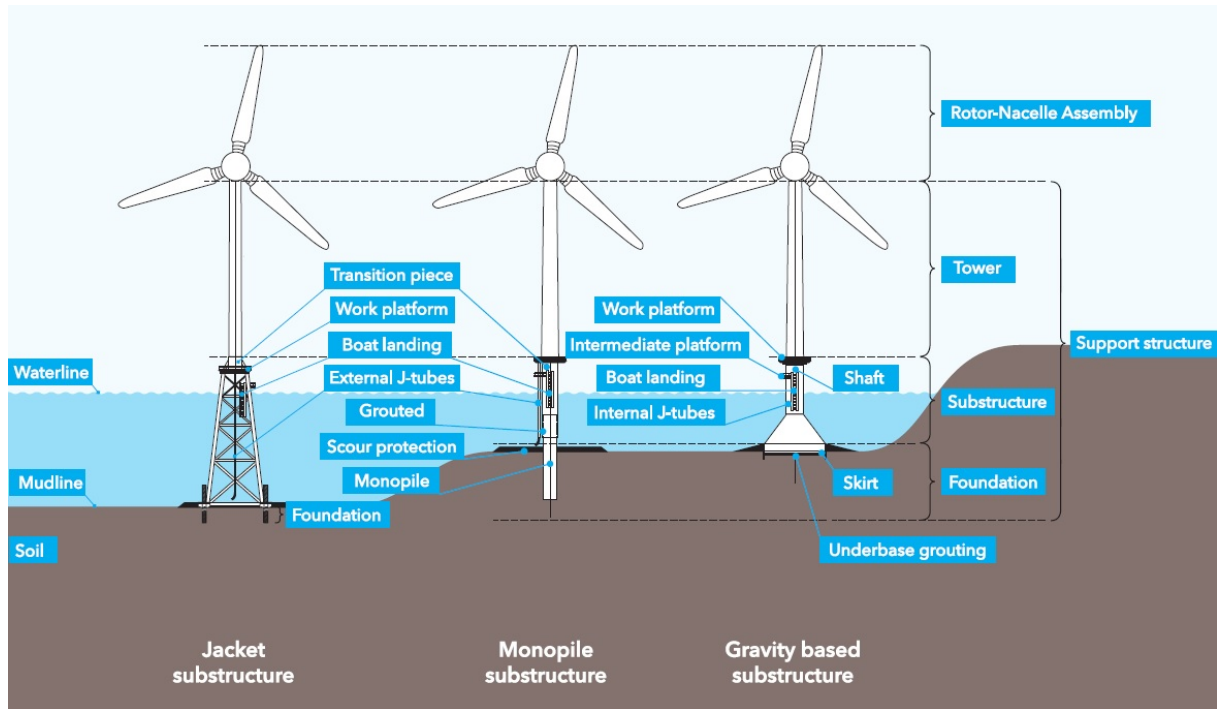 Rotor-Nacelle Assembly
Transition piece
Tower
Work platform
Work platform
Boat landing
Intermediate platform
Support structure
Waterline
External J-tubes
Boat landing
Shaft
Grouted
Internal J-tubes
Substructure
Scour protection
Mudline
Monopile
Skirt
Foundation
Foundation
Soil
Underbase grouting
Jacket
substructure
Monopile
substructure
Gravity based
substructure